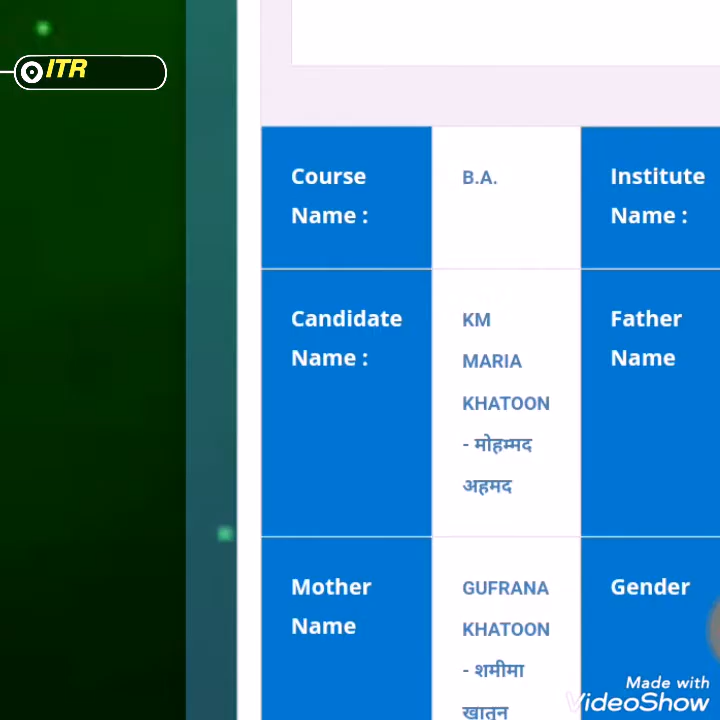 ITR
Course
Name :
B.A.
Institute
Name :
Candidate
Name :
KM
MARIA
KHATOON
- मोहम्मद
अहमद
Father
Name
Mother
Name
GUFRANA
KHATOON
- शमीमा
खातून
Gender
Made with
VideoShow